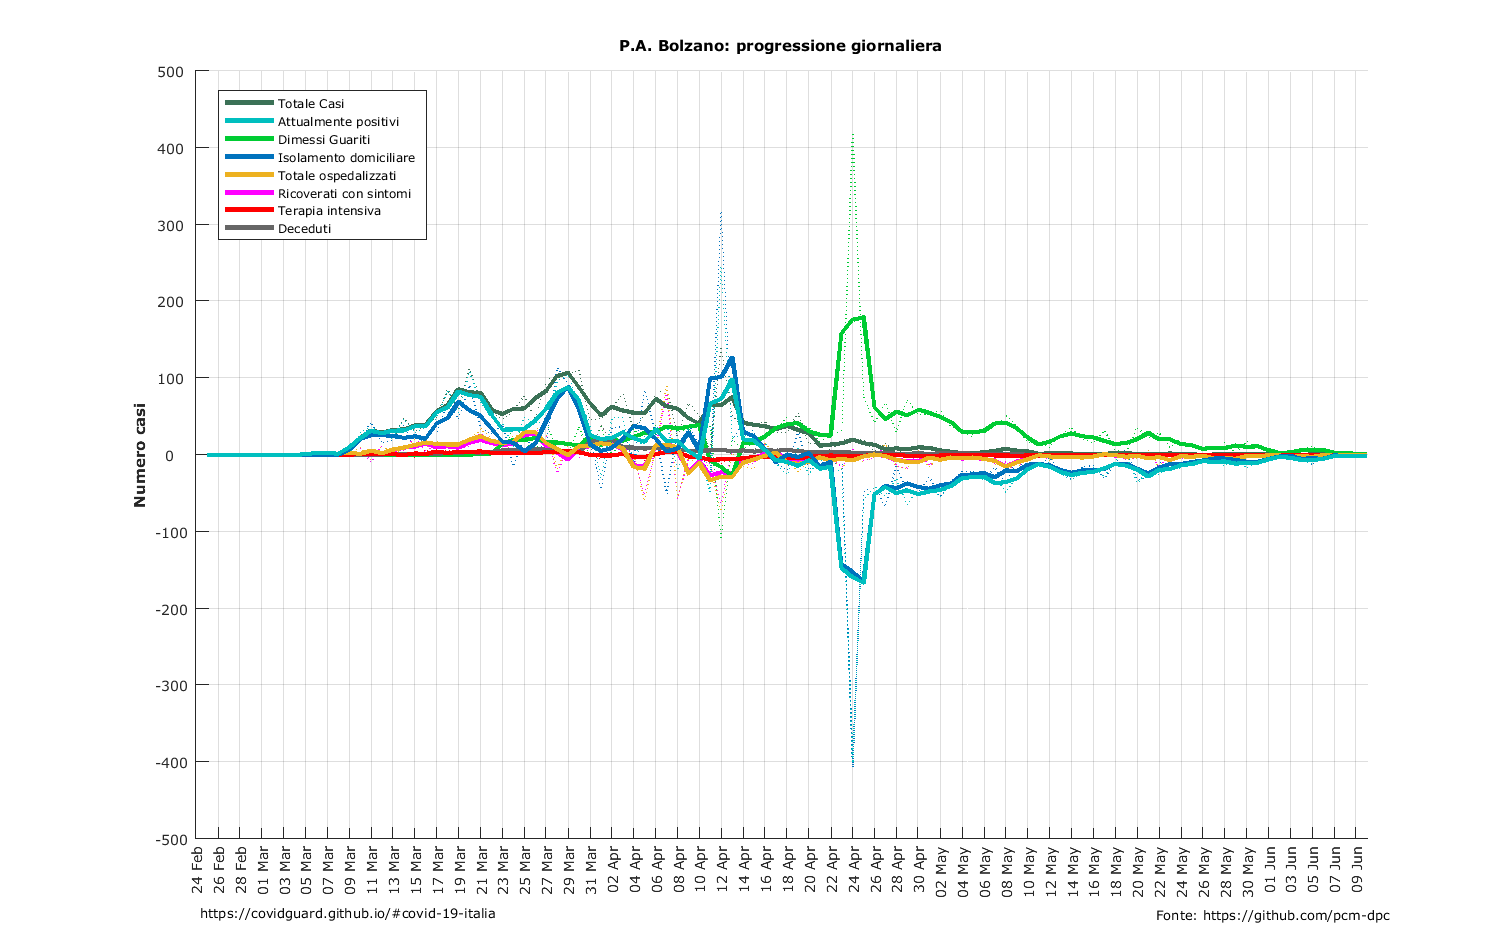 P.A. Bolzano: progressione giornaliera
500
400
300
200
100
0
-100
-200
-300
-400
-500
Numero casi
Totale Casi
Attualmente positivi
Dimessi Guariti
Isolamento domiciliare
Totale ospedalizzati
Ricoverati con sintomi
Terapia intensiva
Deceduti
24 Feb
26 Feb
28 Feb
01 Mar
03 Mar
05 Mar
07 Mar
09 Mar
11 Mar
13 Mar
15 Mar
17 Mar
19 Mar
21 Mar
23 Mar
25 Mar
27 Mar
29 Mar
31 Mar
02 Apr
04 Apr
06 Apr
08 Apr
10 Apr
12 Apr
14 Apr
16 Apr
18 Apr
20 Apr
22 Apr
24 Apr
26 Apr
28 Apr
30 Apr
02 May
04 May
06 May
08 May
10 May
12 May
14 May
16 May
18 May
20 May
22 May
24 May
26 May
28 May
30 May
01 Jun
03 Jun
05 Jun
07 Jun
09 Jun
https://covidguard.github.io/#covid-19-italia
Fonte: https://github.com/pcm-dpc